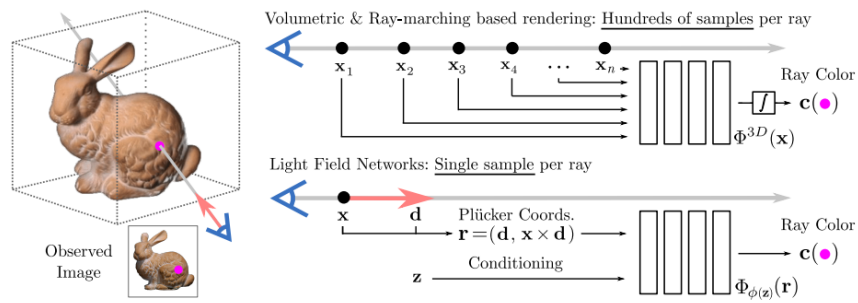 Volumetric & Ray-marching based rendering: Hundreds of samples per ray
x₁ x₂ x₃ x₄ ... xₙ
Ray Color
∫
c(●)
Φ³ᴰ(x)
Light Field Networks: Single sample per ray
x d
Plücker Coords.
r=(d, x×d)
Ray Color
c(●)
Conditioning
z
Φ_ϕ(z)(r)
Observed
Image